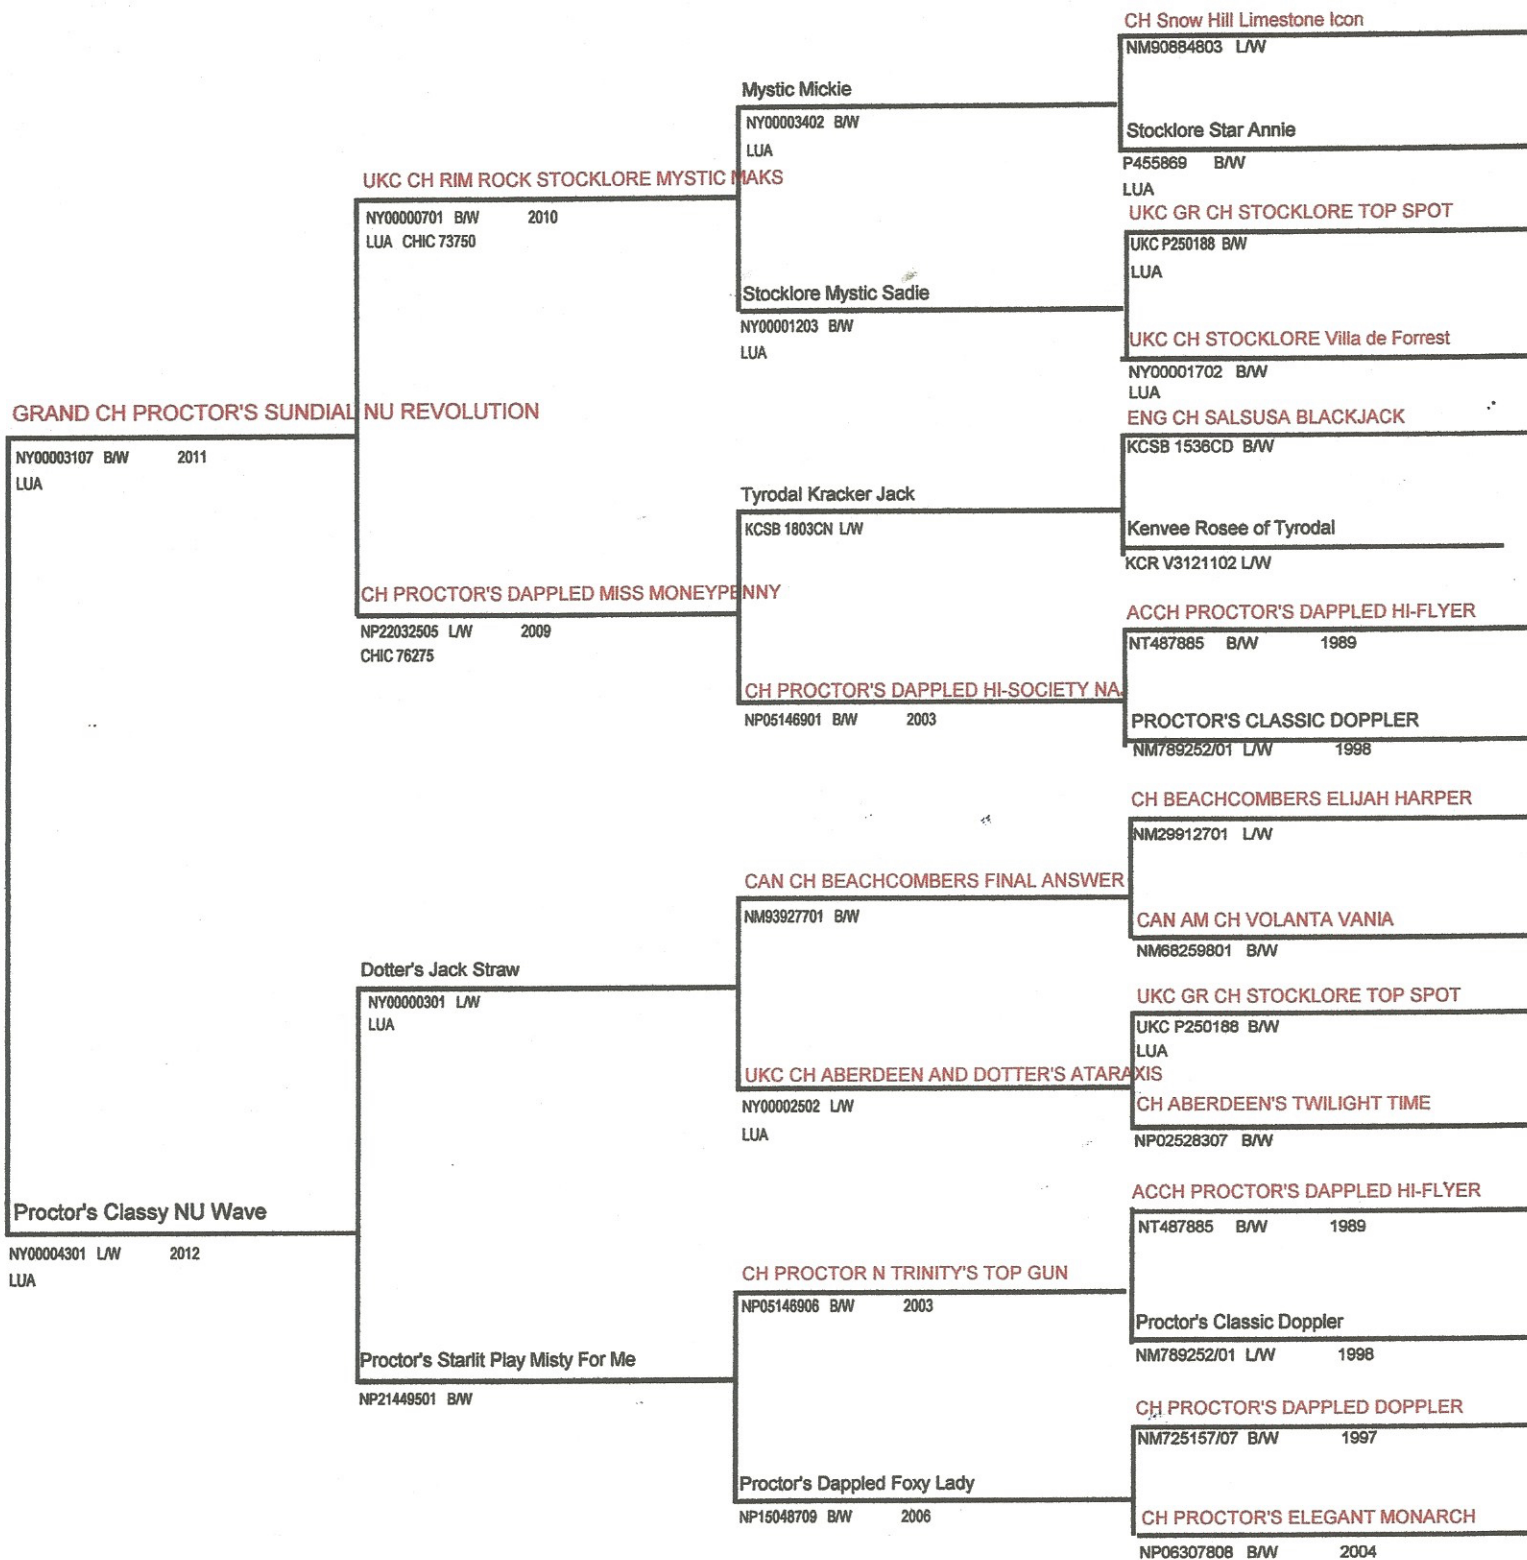 CH Snow Hill Limestone Icon
NM90884803 L/W
Mystic Mickie
NY00003402 B/W
LUA
Stocklore Star Annie
P455869 B/W
LUA
UKC CH RIM ROCK STOCKLORE MYSTIC MAKS
NY00000701 B/W 2010
LUA CHIC 73750
UKC GR CH STOCKLORE TOP SPOT
UKC P250188 B/W
LUA
Stocklore Mystic Sadie
NY00001203 B/W
LUA
UKC CH STOCKLORE Villa de Forrest
NY00001702 B/W
LUA
GRAND CH PROCTOR'S SUNDIAL NU REVOLUTION
NY00003107 B/W 2011
LUA
ENG CH SALSUSA BLACKJACK
KCSB 1536CD B/W
Tyrodal Kracker Jack
KCSB 1803CN L/W
Kenvee Rosee of Tyrodal
KCR V3121102 L/W
CH PROCTOR'S DAPPLED MISS MONEYPENNY
NP22032505 L/W 2009
CHIC 76275
ACCH PROCTOR'S DAPPLED HI-FLYER
NT487885 B/W 1989
CH PROCTOR'S DAPPLED HI-SOCIETY NA
NP05146901 B/W 2003
PROCTOR'S CLASSIC DOPPLER
NM789252/01 L/W 1998
CH BEACHCOMBERS ELIJAH HARPER
NM29912701 L/W
CAN CH BEACHCOMBERS FINAL ANSWER
NM93927701 B/W
CAN AM CH VOLANTA VANIA
NM68259801 B/W
Dotter's Jack Straw
NY00000301 L/W
LUA
UKC GR CH STOCKLORE TOP SPOT
UKC P250188 B/W
LUA
UKC CH ABERDEEN AND DOTTER'S ATARAXIS
NY00002502 L/W
LUA
CH ABERDEEN'S TWILIGHT TIME
NP02528307 B/W
Proctor's Classy NU Wave
NY00004301 L/W 2012
LUA
ACCH PROCTOR'S DAPPLED HI-FLYER
NT487885 B/W 1989
CH PROCTOR N TRINITY'S TOP GUN
NP05146906 B/W 2003
Proctor's Classic Doppler
NM789252/01 L/W 1998
Proctor's Starlit Play Misty For Me
NP21449501 B/W
CH PROCTOR'S DAPPLED DOPPLER
NM725157/07 B/W 1997
Proctor's Dappled Foxy Lady
NP15048709 B/W 2006
CH PROCTOR'S ELEGANT MONARCH
NP06307808 B/W 2004